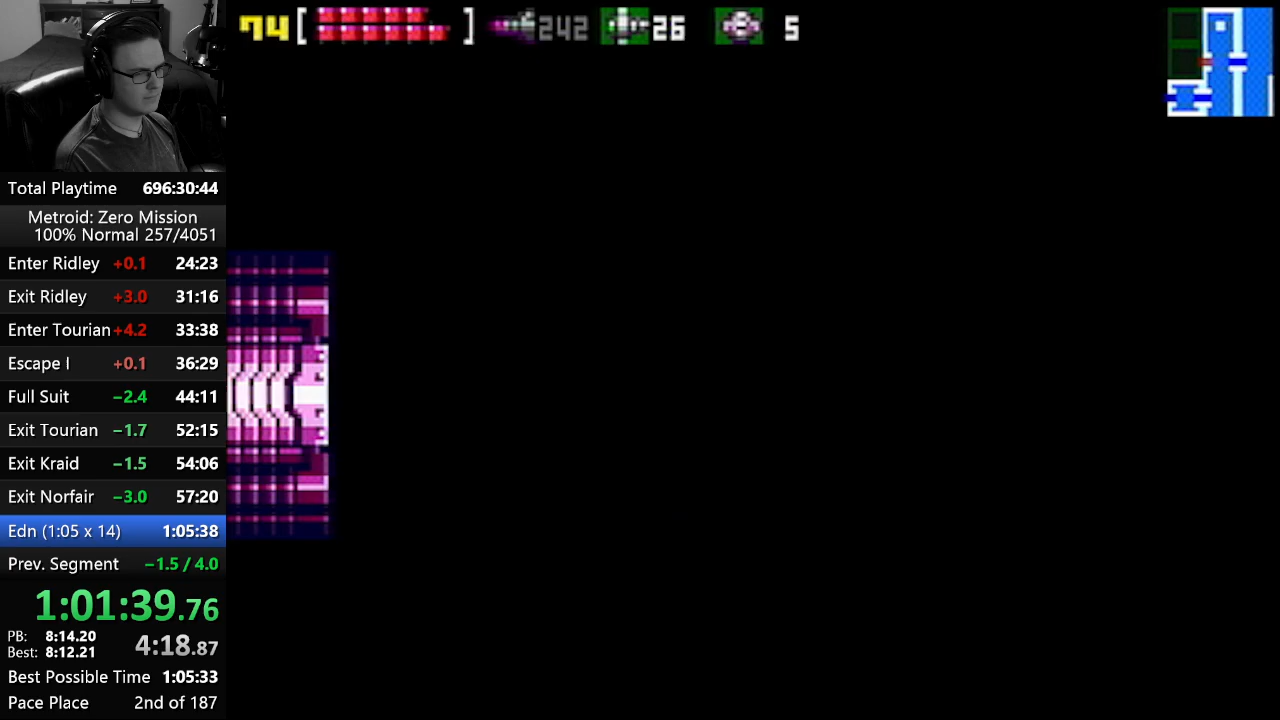 74 [ ] 242 26 5
Total Playtime 696:30:44
Metroid: Zero Mission
100% Normal 257/4051
Enter Ridley +0.1 24:23
Exit Ridley +3.0 31:16
Enter Tourian +4.2 33:38
Escape I +0.1 36:29
Full Suit −2.4 44:11
Exit Tourian −1.7 52:15
Exit Kraid −1.5 54:06
Exit Norfair −3.0 57:20
Edn (1:05 x 14) 1:05:38
Prev. Segment −1.5 / 4.0
1:01:39.76
PB: 8:14.20
Best: 8:12.21
4:18.87
Best Possible Time 1:05:33
Pace Place 2nd of 187